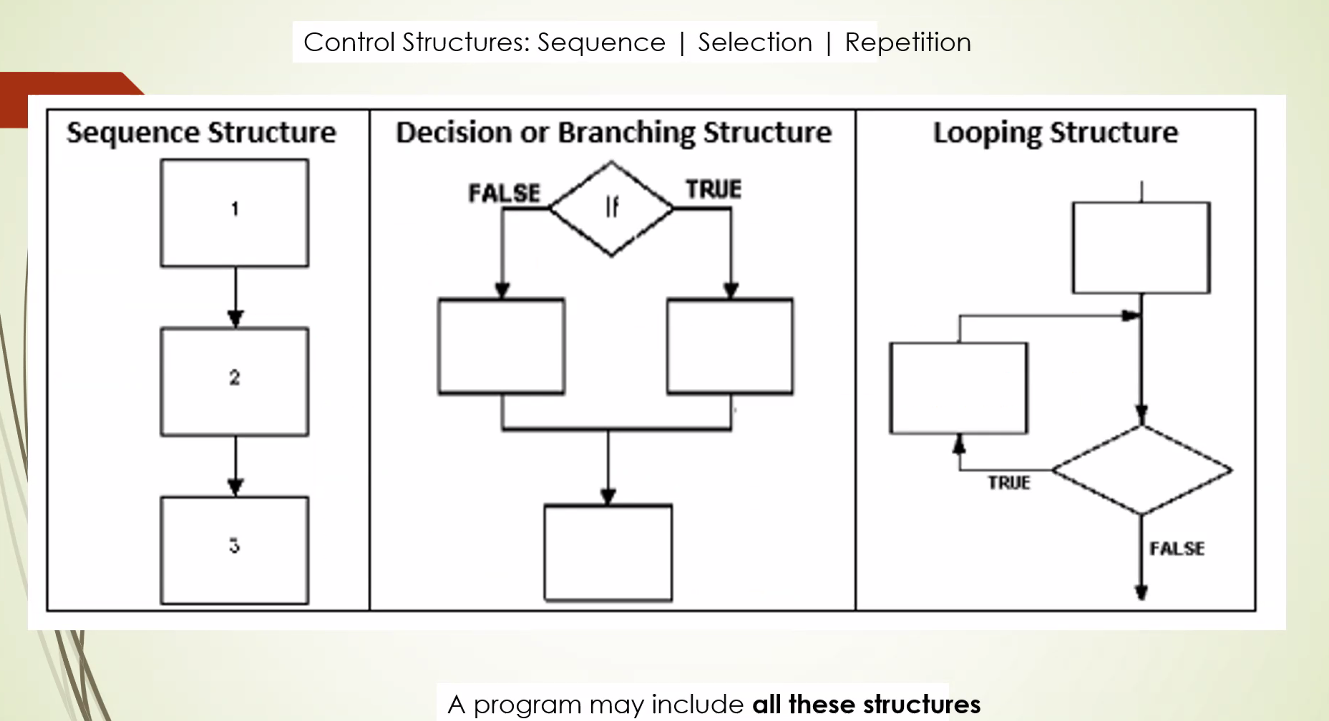 Control Structures: Sequence | Selection | Repetition
Sequence Structure
1
2
3
Decision or Branching Structure
FALSE
If
TRUE
Looping Structure
TRUE
FALSE
A program may include all these structures